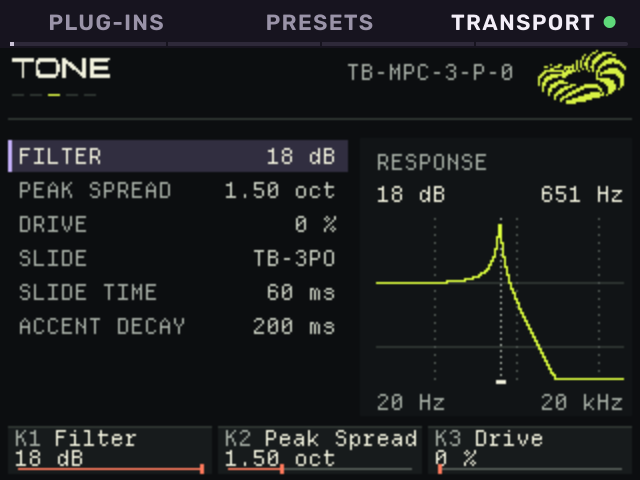 PLUG-INS PRESETS TRANSPORT
TONE TB-MPC-3-P-0
FILTER 18 dB
PEAK SPREAD 1.50 oct
DRIVE 0 %
SLIDE TB-3PO
SLIDE TIME 60 ms
ACCENT DECAY 200 ms
RESPONSE
18 dB 651 Hz
20 Hz 20 kHz
K1 Filter
18 dB
K2 Peak Spread
1.50 oct
K3 Drive
0 %